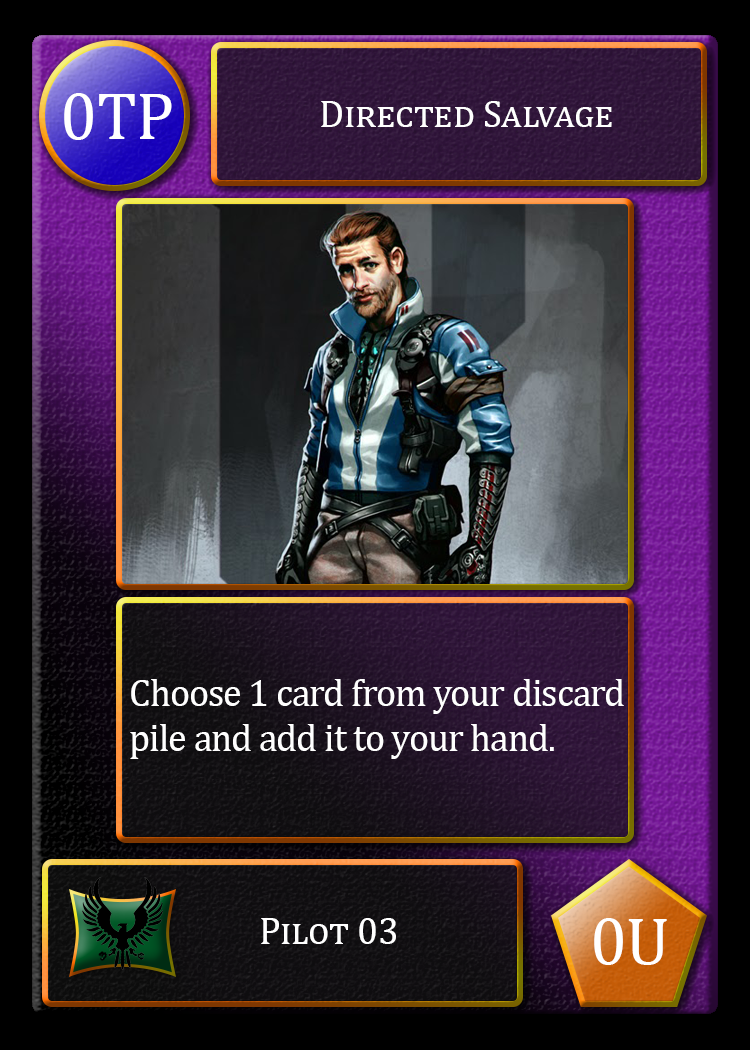 0TP
Directed Salvage
Choose 1 card from your discard
pile and add it to your hand.
Pilot 03
0U